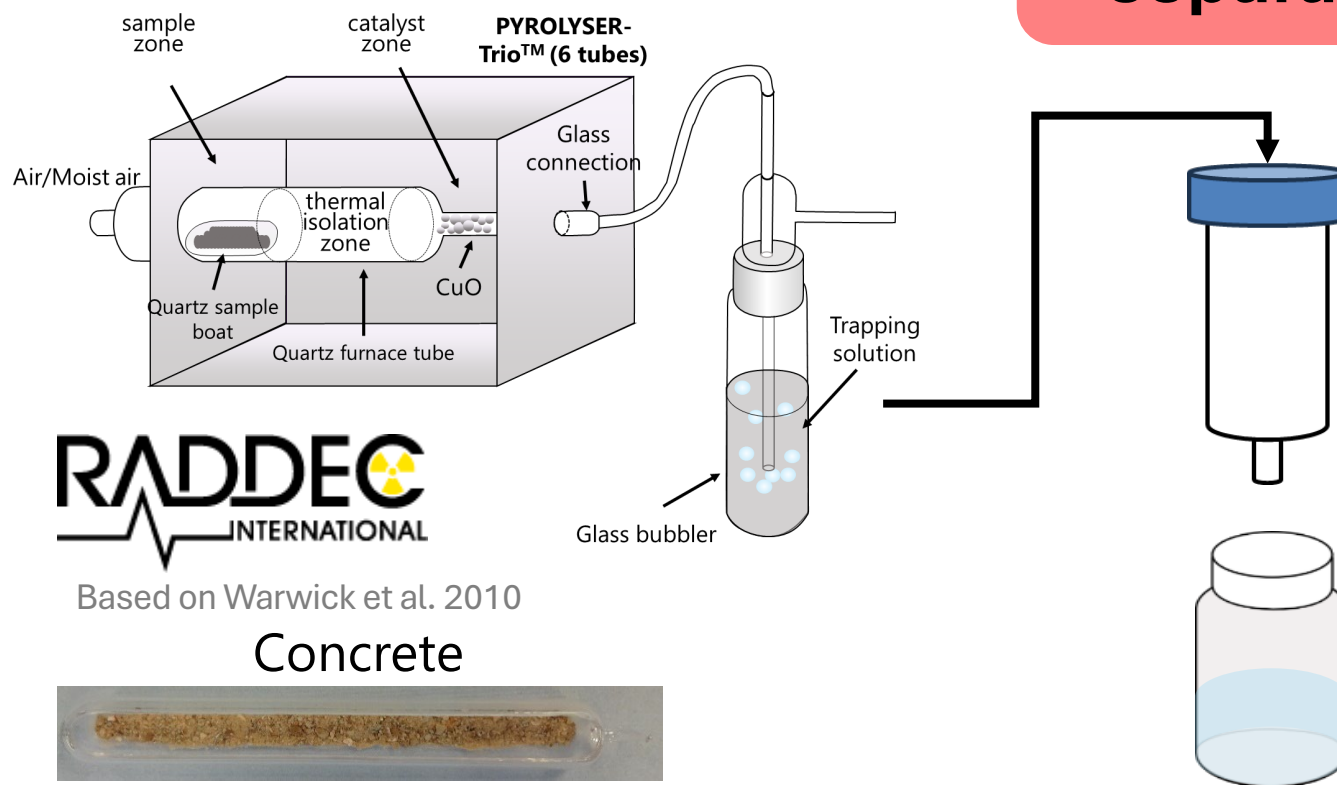 sample
zone
catalyst
zone
PYROLYSER-
Trio™ (6 tubes)
Glass
connection
Air/Moist air
thermal
isolation
zone
CuO
Quartz sample
boat
Quartz furnace tube
Trapping
solution
Glass bubbler
RADDEC
INTERNATIONAL
Based on Warwick et al. 2010
Concrete